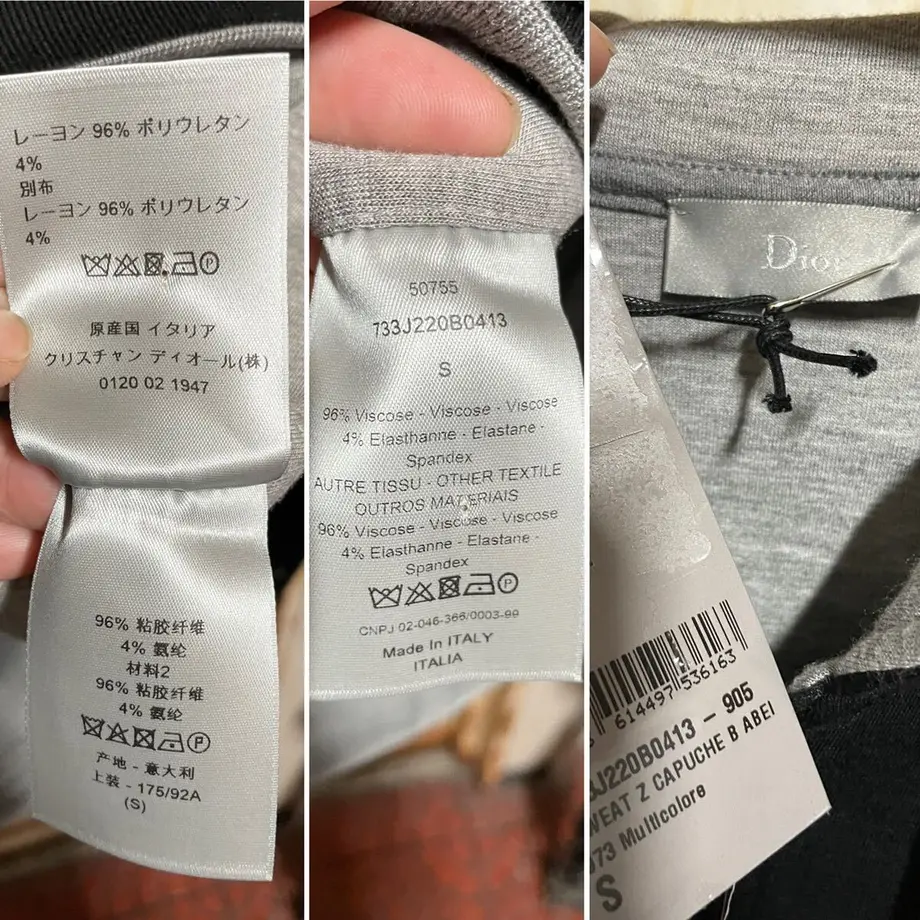 レーヨン 96% ポリウレタン
4%
別布
レーヨン 96% ポリウレタン
4%
原産国 イタリア
クリスチャン ディオール(株)
0120 02 1947
96% 粘胶纤维
4% 氨纶
材料2
96% 粘胶纤维
4% 氨纶
产地 - 意大利
上装 - 175/92A
(S)
50755
733J220B0413
S
96% Viscose - Viscose - Viscose
4% Elasthanne - Elastane -
Spandex
AUTRE TISSU - OTHER TEXTILE
OUTROS MATERIAIS
96% Viscose - Viscose - Viscose
4% Elasthanne - Elastane -
Spandex
P
CNPJ 02-046-366/0003-99
Made In ITALY
ITALIA
Dior
614497 536163
3J220B0413 - 905
WEAT Z CAPUCHE B ABEI
073 Multicolore
S